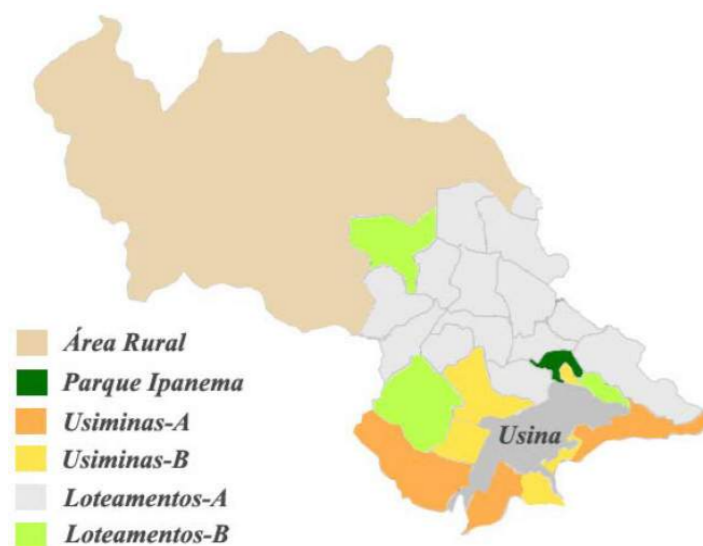 Área Rural
Parque Ipanema
Usiminas-A
Usiminas-B
Loteamentos-A
Loteamentos-B
Usina